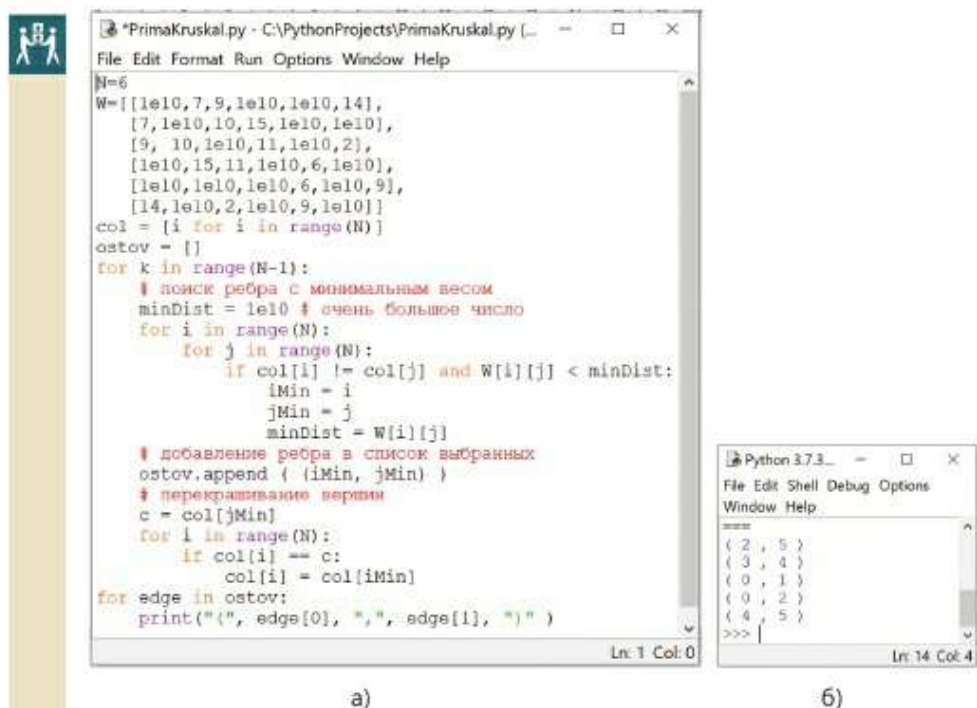 *PrimaKruskal.py - C:\PythonProjects\PrimaKruskal.py (...
File Edit Format Run Options Window Help
N=6
W=[[1e10,7,9,1e10,1e10,14],
   [7,1e10,10,15,1e10,1e10],
   [9, 10,1e10,11,1e10,2],
   [1e10,15,11,1e10,6,1e10],
   [1e10,1e10,1e10,6,1e10,9],
   [14,1e10,2,1e10,9,1e10]]
col = [i for i in range(N)]
ostov = []
for k in range(N-1):
    # поиск ребра с минимальным весом
    minDist = 1e10 # очень большое число
    for i in range(N):
        for j in range(N):
            if col[i] != col[j] and W[i][j] < minDist:
                iMin = i
                jMin = j
                minDist = W[i][j]
    # добавление ребра в список выбранных
    ostov.append ( (iMin, jMin) )
    # перекрашивание вершин
    c = col[jMin]
    for i in range(N):
        if col[i] == c:
            col[i] = col[iMin]
for edge in ostov:
    print("(", edge[0], ",", edge[1], ")" )
Ln: 1 Col: 0
а)
Python 3.7.3...
File Edit Shell Debug Options
Window Help
===
( 2 , 5 )
( 3 , 4 )
( 0 , 1 )
( 0 , 2 )
( 4 , 5 )
>>>
Ln: 14 Col: 4
б)